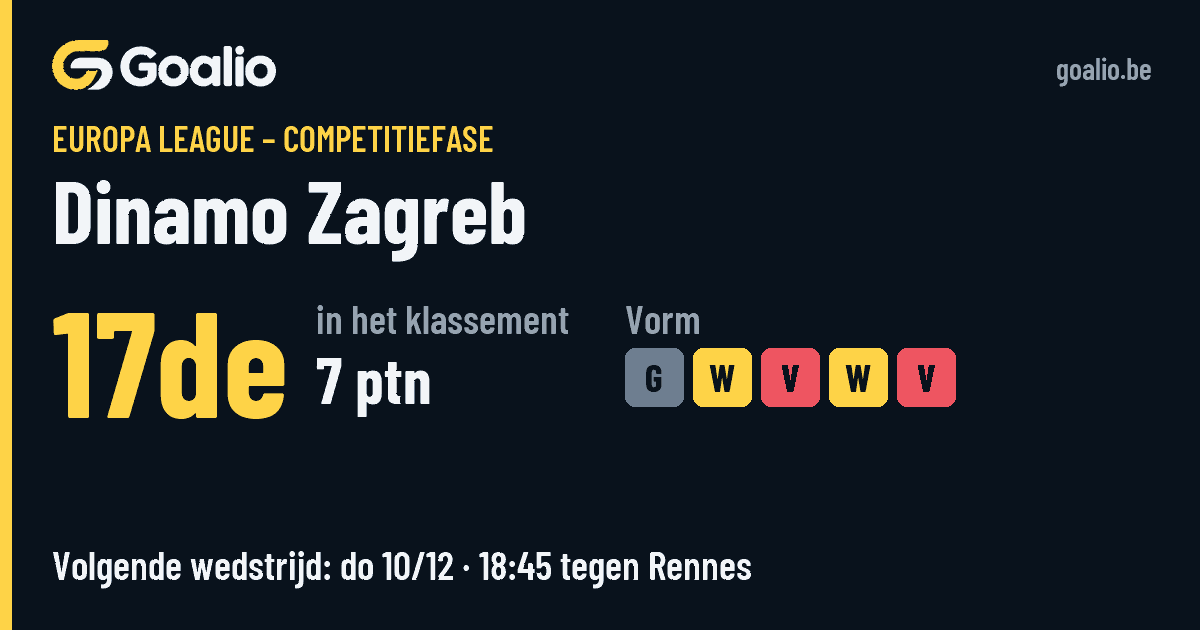 Goalio
goalio.be
EUROPA LEAGUE – COMPETITIEFASE
Dinamo Zagreb
17de
in het klassement
7 ptn
Vorm
G W V W V
Volgende wedstrijd: do 10/12 · 18:45 tegen Rennes